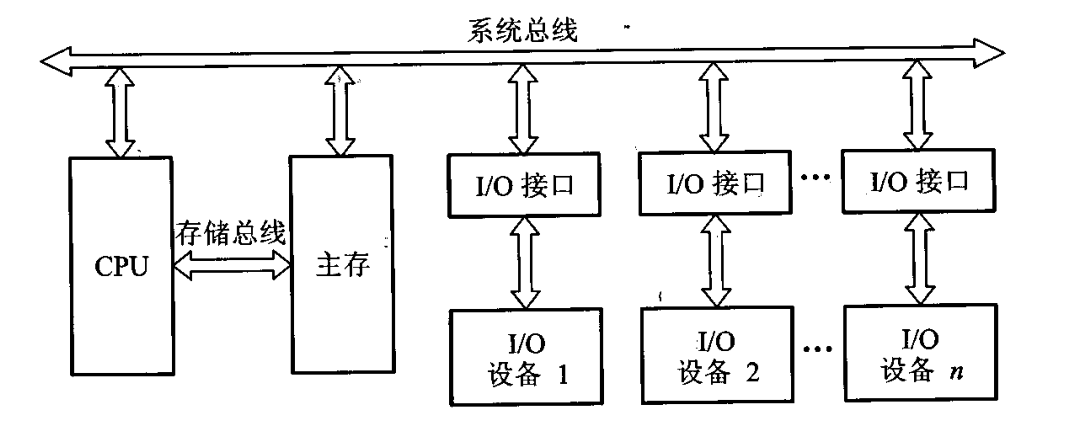 系统总线
I/O 接口
I/O 接口
...
I/O 接口
存储总线
CPU
主存
I/O
设备 1
I/O
设备 2
...
I/O
设备 n